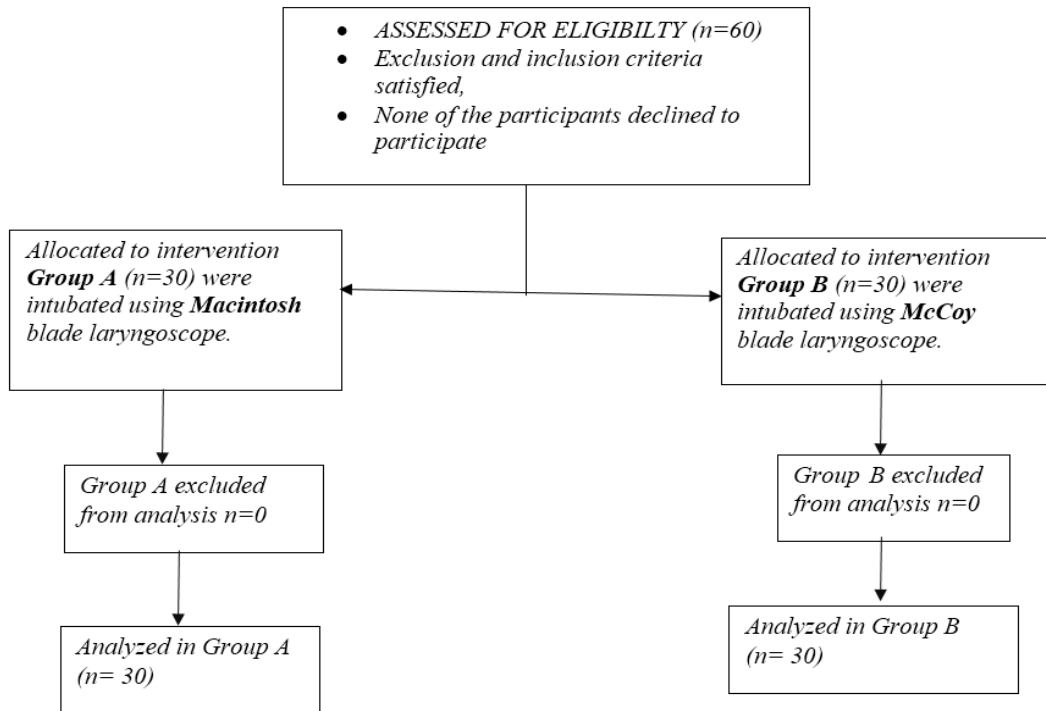 • ASSESSED FOR ELIGIBILTY (n=60)
• Exclusion and inclusion criteria
satisfied,
• None of the participants declined to
participate
Allocated to intervention
Group A (n=30) were
intubated using Macintosh
blade laryngoscope.
Allocated to intervention
Group B (n=30) were
intubated using McCoy
blade laryngoscope.
Group A excluded
from analysis n=0
Group B excluded
from analysis n=0
Analyzed in Group A
(n= 30)
Analyzed in Group B
(n= 30)